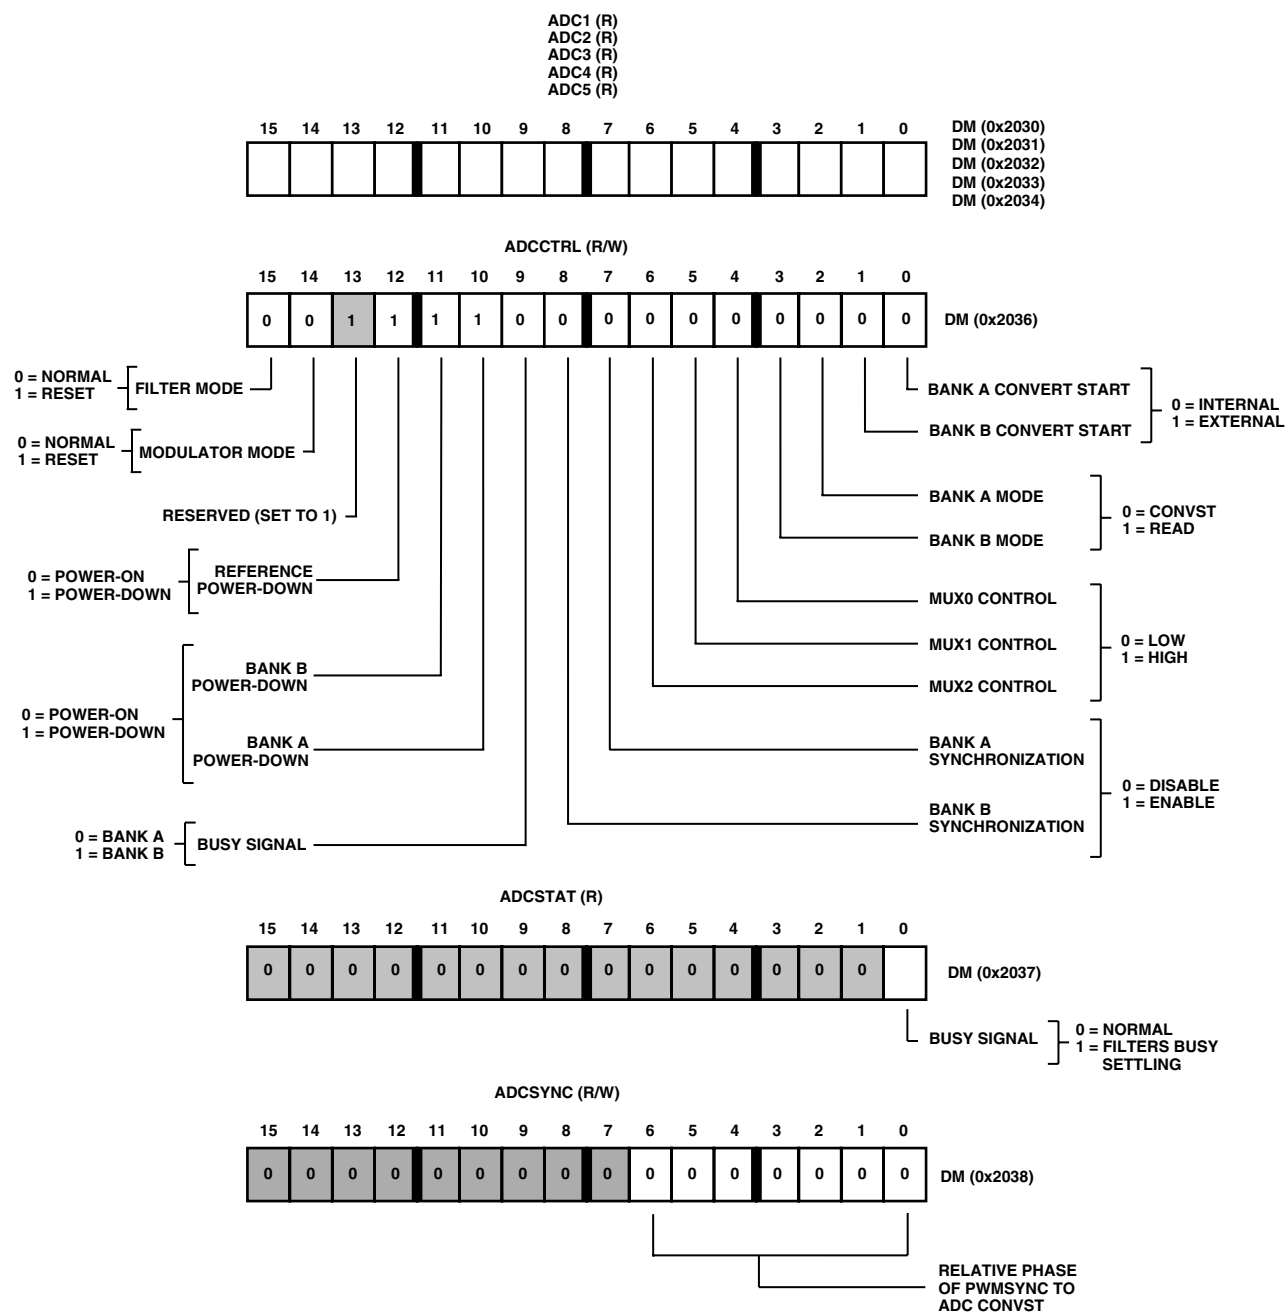 ADC1 (R)
ADC2 (R)
ADC3 (R)
ADC4 (R)
ADC5 (R)
15 14 13 12 11 10 9 8 7 6 5 4 3 2 1 0
DM (0x2030)
DM (0x2031)
DM (0x2032)
DM (0x2033)
DM (0x2034)
ADCCTRL (R/W)
15 14 13 12 11 10 9 8 7 6 5 4 3 2 1 0
0 0 1 1 1 1 0 0 0 0 0 0 0 0 0 0
DM (0x2036)
0 = NORMAL
1 = RESET
FILTER MODE
0 = NORMAL
1 = RESET
MODULATOR MODE
RESERVED (SET TO 1)
0 = POWER-ON
1 = POWER-DOWN
REFERENCE
POWER-DOWN
0 = POWER-ON
1 = POWER-DOWN
BANK B
POWER-DOWN
BANK A
POWER-DOWN
0 = BANK A
1 = BANK B
BUSY SIGNAL
BANK A CONVERT START
BANK B CONVERT START
0 = INTERNAL
1 = EXTERNAL
BANK A MODE
BANK B MODE
0 = CONVST
1 = READ
MUX0 CONTROL
MUX1 CONTROL
MUX2 CONTROL
0 = LOW
1 = HIGH
BANK A
SYNCHRONIZATION
BANK B
SYNCHRONIZATION
0 = DISABLE
1 = ENABLE
ADCSTAT (R)
15 14 13 12 11 10 9 8 7 6 5 4 3 2 1 0
0 0 0 0 0 0 0 0 0 0 0 0 0 0 0
DM (0x2037)
BUSY SIGNAL
0 = NORMAL
1 = FILTERS BUSY
SETTLING
ADCSYNC (R/W)
15 14 13 12 11 10 9 8 7 6 5 4 3 2 1 0
0 0 0 0 0 0 0 0 0 0 0 0 0 0 0 0
DM (0x2038)
RELATIVE PHASE
OF PWMSYNC TO
ADC CONVST